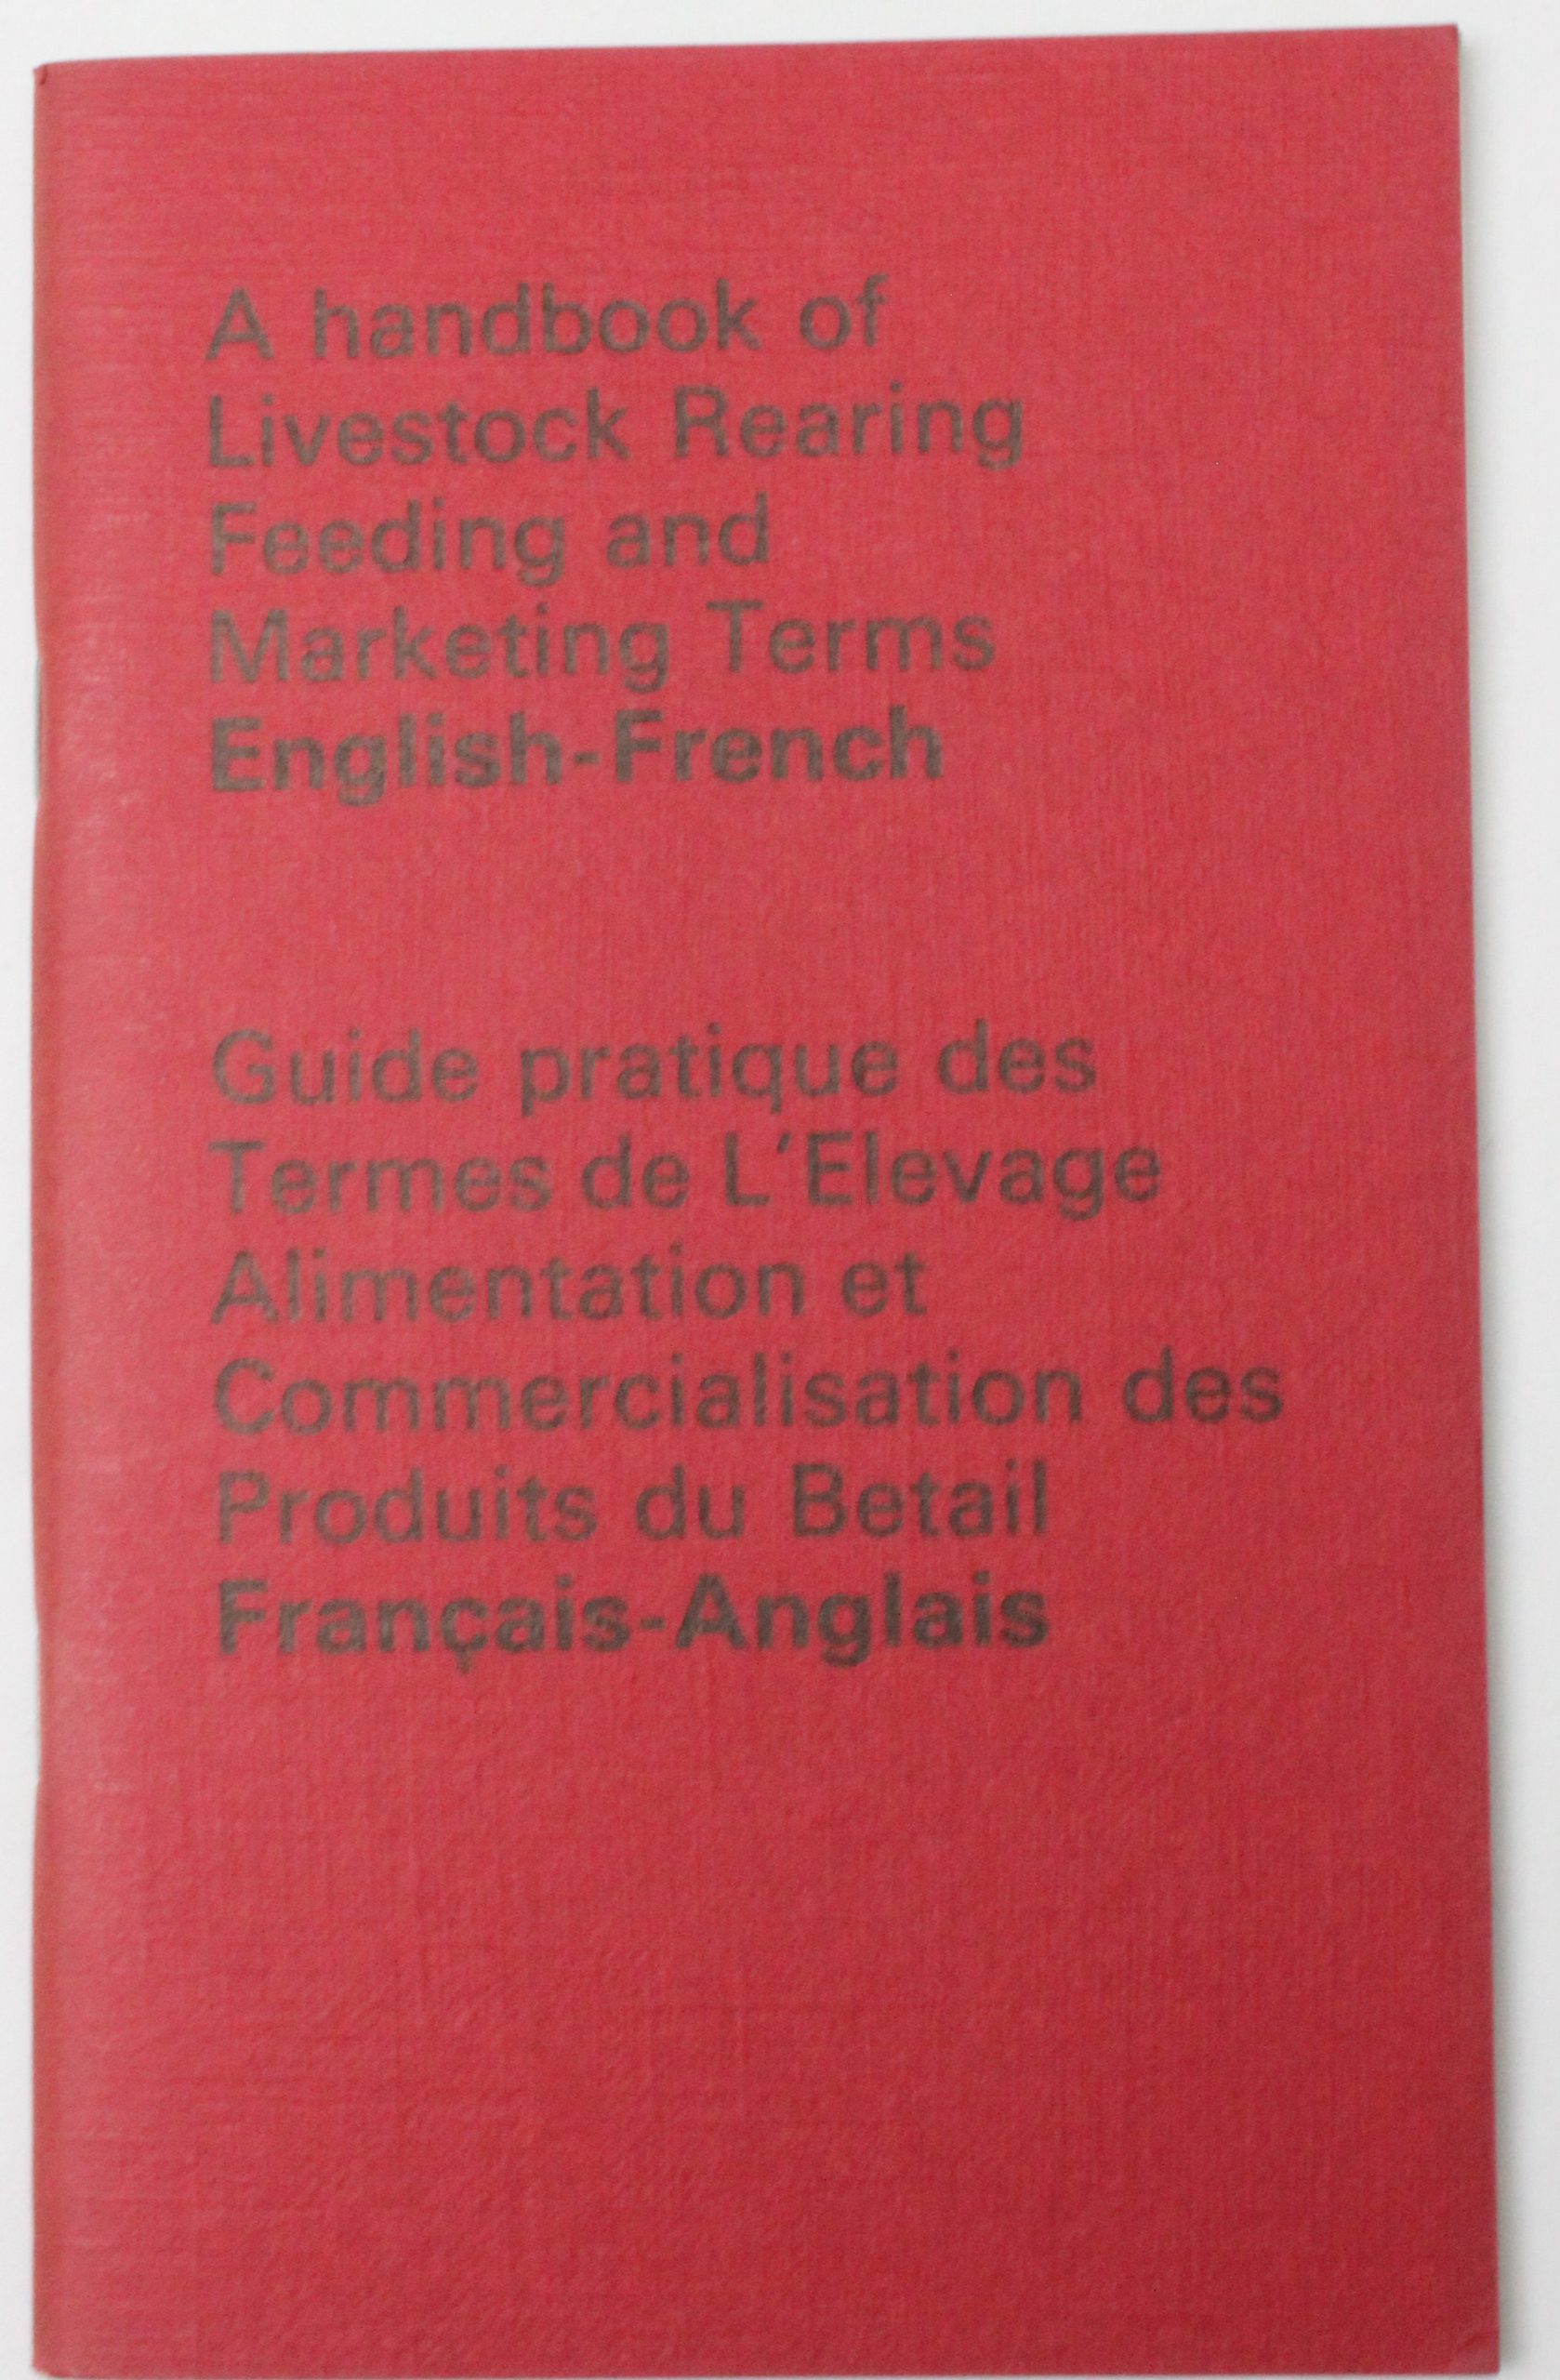 A handbook of
Livestock Rearing
Feeding and
Marketing Terms
English-French
Guide pratique des
Termes de L'Elevage
Alimentation et
Commercialisation des
Produits du Betail
Français-Anglais